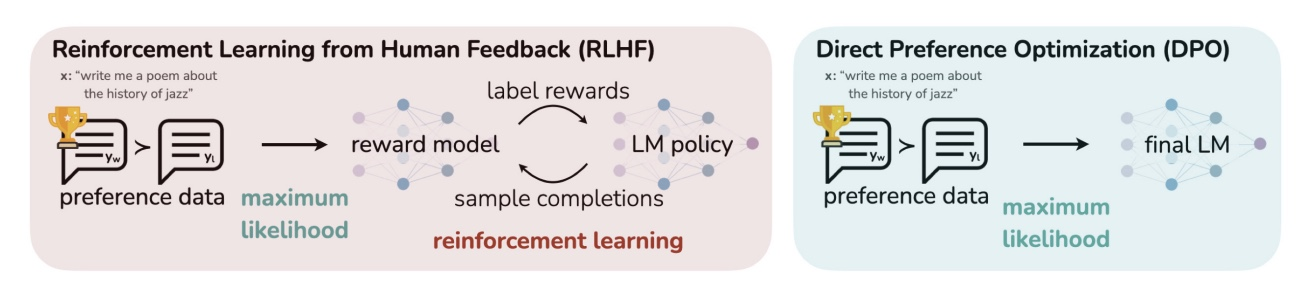 Reinforcement Learning from Human Feedback (RLHF)
x: “write me a poem about
the history of jazz”
label rewards
yw
≻
yl
reward model
LM policy
preference data
maximum
likelihood
sample completions
reinforcement learning
Direct Preference Optimization (DPO)
x: “write me a poem about
the history of jazz”
yw
≻
yl
final LM
preference data
maximum
likelihood